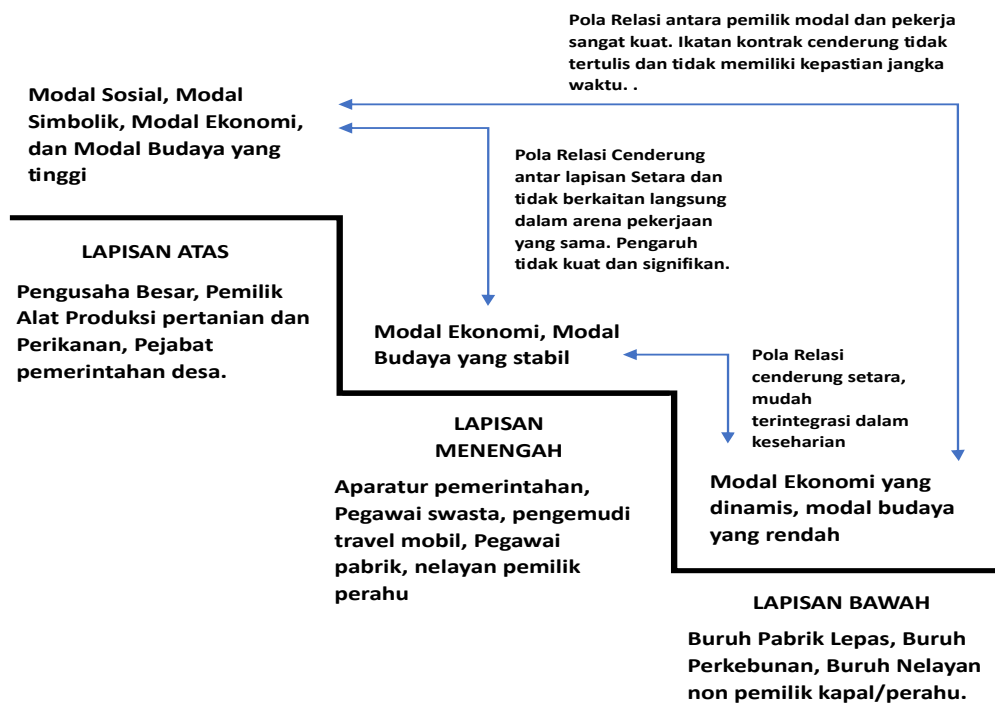 Pola Relasi antara pemilik modal dan pekerja
sangat kuat. Ikatan kontrak cenderung tidak
tertulis dan tidak memiliki kepastian jangka
waktu. .
Modal Sosial, Modal
Simbolik, Modal Ekonomi,
dan Modal Budaya yang
tinggi
Pola Relasi Cenderung
antar lapisan Setara dan
tidak berkaitan langsung
dalam arena pekerjaan
yang sama. Pengaruh
tidak kuat dan signifikan.
LAPISAN ATAS
Pengusaha Besar, Pemilik
Alat Produksi pertanian dan
Perikanan, Pejabat
pemerintahan desa.
Modal Ekonomi, Modal
Budaya yang stabil
Pola Relasi
cenderung setara,
mudah
terintegrasi dalam
keseharian
LAPISAN
MENENGAH
Aparatur pemerintahan,
Pegawai swasta, pengemudi
travel mobil, Pegawai
pabrik, nelayan pemilik
perahu
Modal Ekonomi yang
dinamis, modal budaya
yang rendah
LAPISAN BAWAH
Buruh Pabrik Lepas, Buruh
Perkebunan, Buruh Nelayan
non pemilik kapal/perahu.